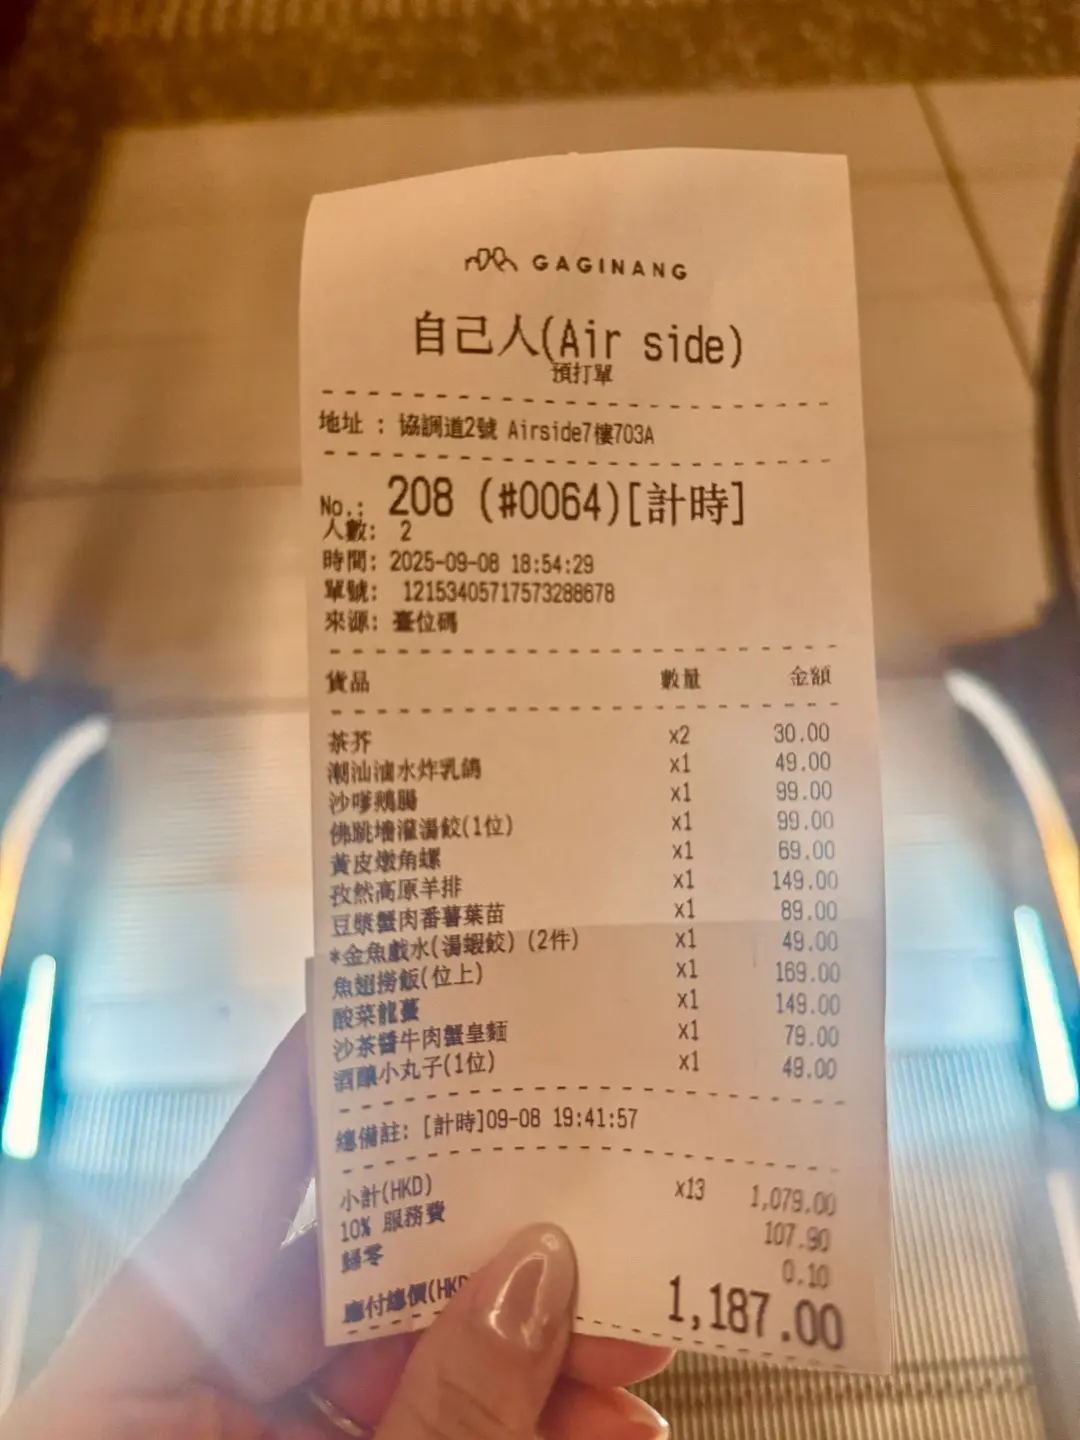 GAGINANG
自己人(Air side)
預打單
地址 : 協調道2號 Airside7樓703A
No.: 208 (#0064)[計時]
人數: 2
時間: 2025-09-08 18:54:29
單號: 1215340571757328​8678
來源: 臺位碼
貨品 數量 金額
茶芥 x2 30.00
潮汕滷水炸乳鴿 x1 49.00
沙嗲鵝腸 x1 99.00
佛跳墻灌湯餃(1位) x1 99.00
黃皮燉角螺 x1 69.00
孜然高原羊排 x1 149.00
豆漿蟹肉番薯葉苗 x1 89.00
*金魚戲水(湯蝦餃) (2件) x1 49.00
魚翅撈飯(位上) x1 169.00
酸菜龍躉 x1 149.00
沙茶醬牛肉蟹皇麵 x1 79.00
酒釀小丸子(1位) x1 49.00
總備註: [計時]09-08 19:41:57
小計(HKD) x13 1,079.00
10% 服務費 107.90
歸零 0.10
應付總價(HKD 1,187.00